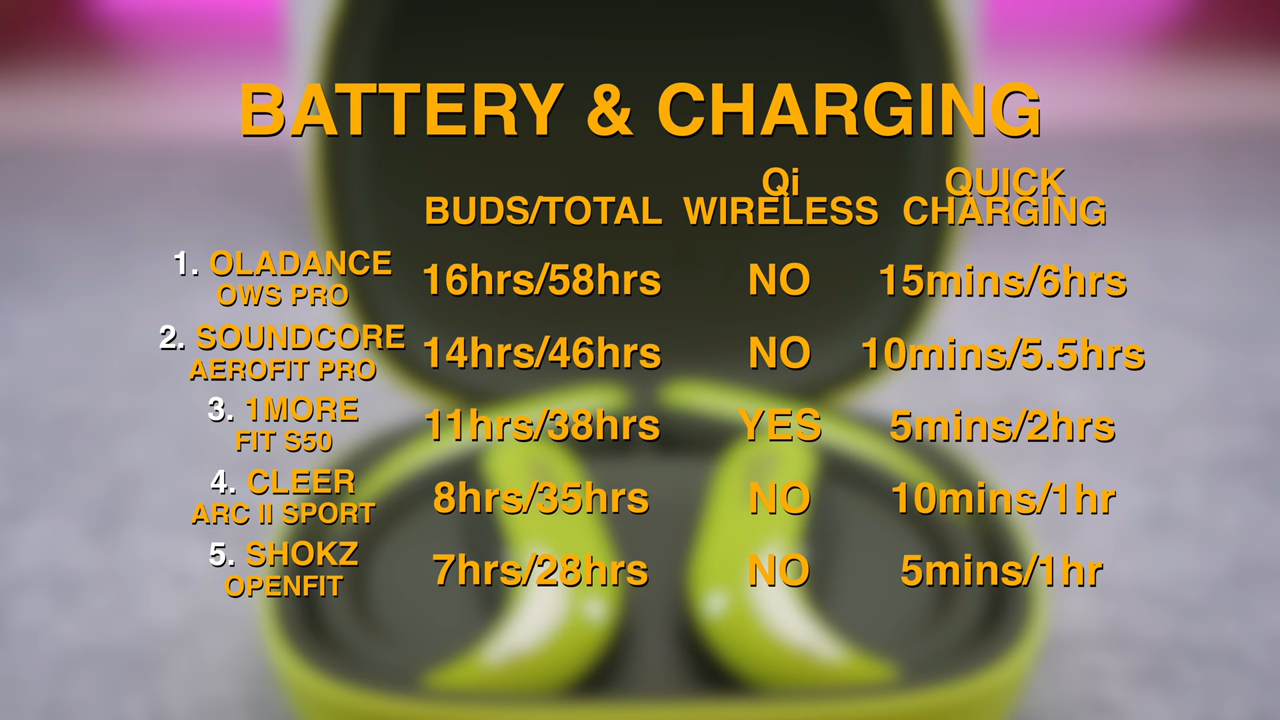 BATTERY & CHARGING
BUDS/TOTAL Qi WIRELESS QUICK CHARGING
1. OLADANCE OWS PRO 16hrs/58hrs NO 15mins/6hrs
2. SOUNDCORE AEROFIT PRO 14hrs/46hrs NO 10mins/5.5hrs
3. 1MORE FIT S50 11hrs/38hrs YES 5mins/2hrs
4. CLEER ARC II SPORT 8hrs/35hrs NO 10mins/1hr
5. SHOKZ OPENFIT 7hrs/28hrs NO 5mins/1hr